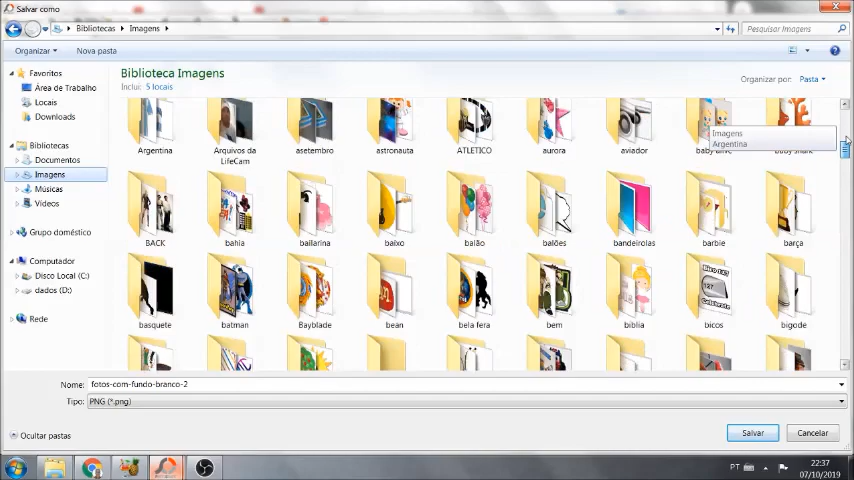 Salvar como
Bibliotecas Imagens
Pesquisar Imagens
Organizar Nova pasta
Biblioteca Imagens
Inclui: 5 locais
Organizar por: Pasta
Favoritos
Área de Trabalho
Locais
Downloads
Bibliotecas
Documentos
Imagens
Músicas
Vídeos
Grupo doméstico
Computador
Disco Local (C:)
dados (D:)
Rede
Imagens
Argentina
Argentina Arquivos da LifeCam asetembro astronauta ATLETICO aurora aviador baby alive baby shark
BACK bahia bailarina baixo balão balões bandeirolas barbie barça
basquete batman Bayblade bean bela fera bem biblia bicos bigode
Nome: fotos-com-fundo-branco-2
Tipo: PNG (*.png)
Ocultar pastas
Salvar Cancelar
PT
22:37
07/10/2019